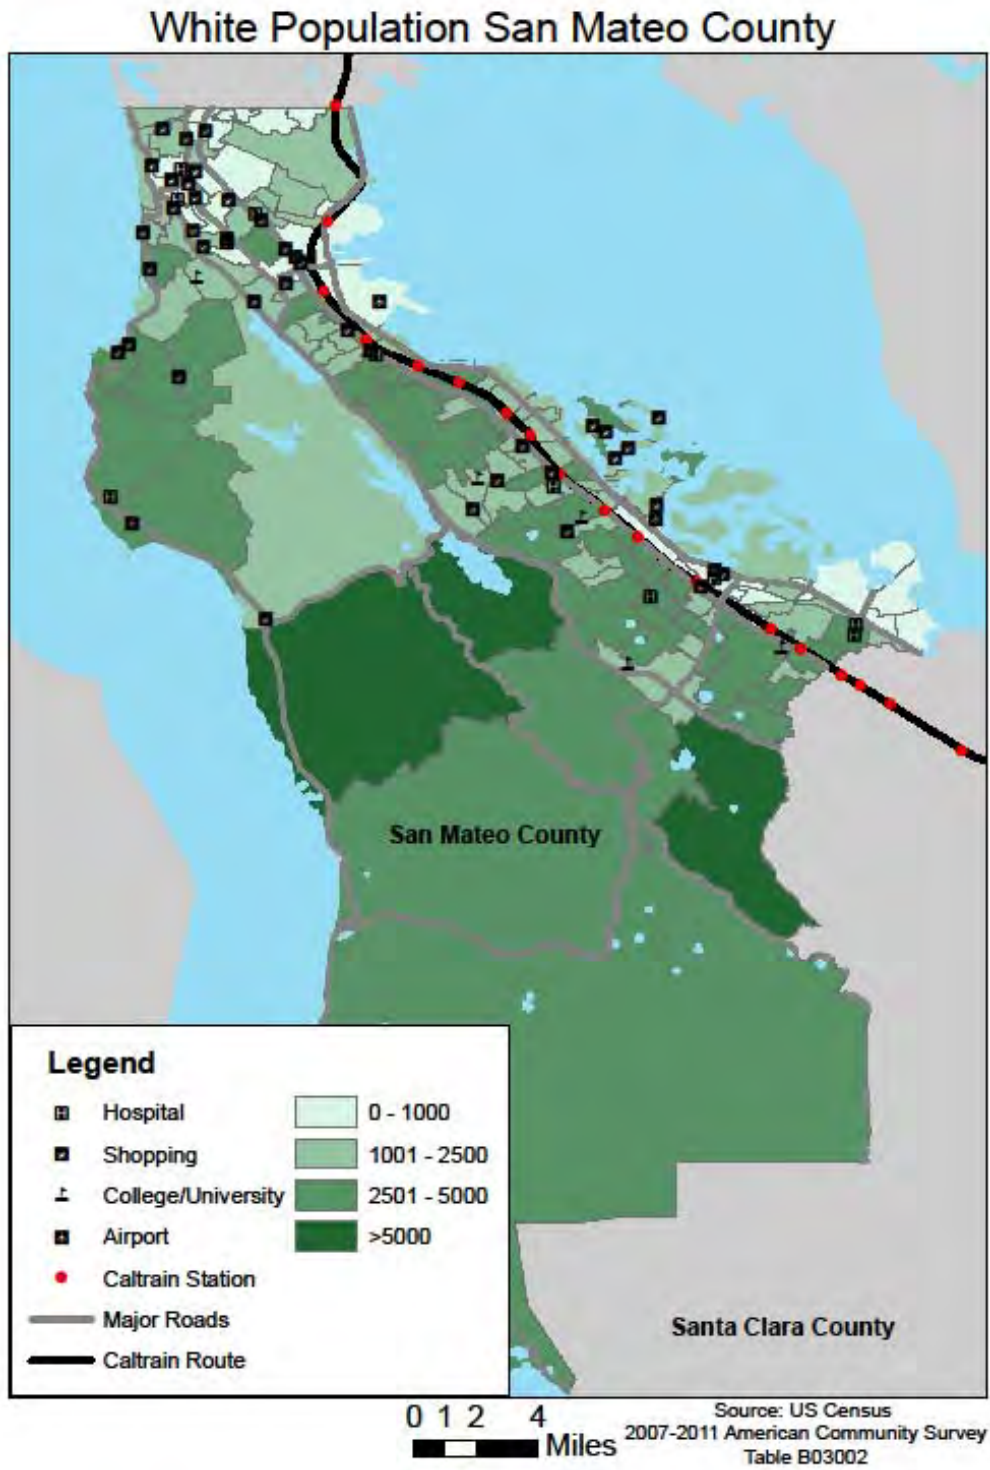 White Population San Mateo County
San Mateo County
Legend
Hospital
0 - 1000
Shopping
1001 - 2500
College/University
2501 - 5000
Airport
>5000
Caltrain Station
Major Roads
Caltrain Route
Santa Clara County
0 1 2 4
Miles
Source: US Census
2007-2011 American Community Survey
Table B03002